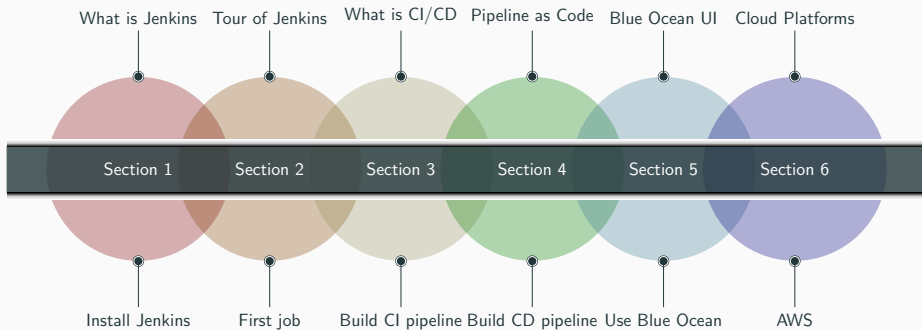 What is Jenkins
Tour of Jenkins
What is CI/CD
Pipeline as Code
Blue Ocean UI
Cloud Platforms
Section 1
Section 2
Section 3
Section 4
Section 5
Section 6
Install Jenkins
First job
Build CI pipeline
Build CD pipeline
Use Blue Ocean
AWS